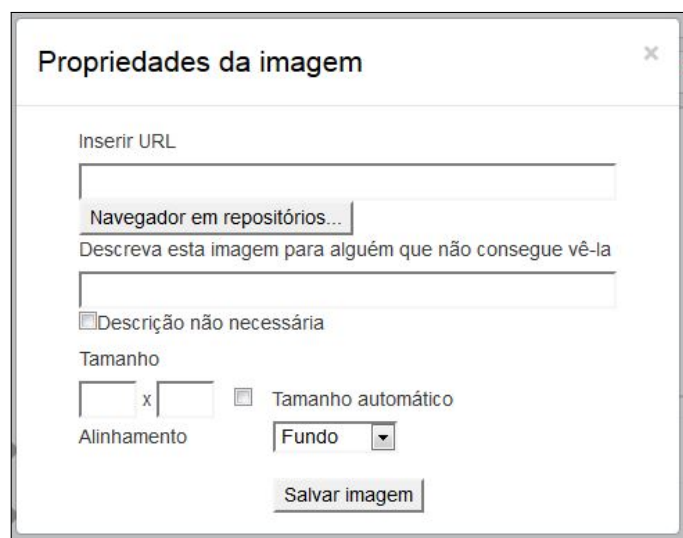 Propriedades da imagem ×
Inserir URL
Navegador em repositórios...
Descreva esta imagem para alguém que não consegue vê-la
Descrição não necessária
Tamanho
x Tamanho automático
Alinhamento Fundo
Salvar imagem